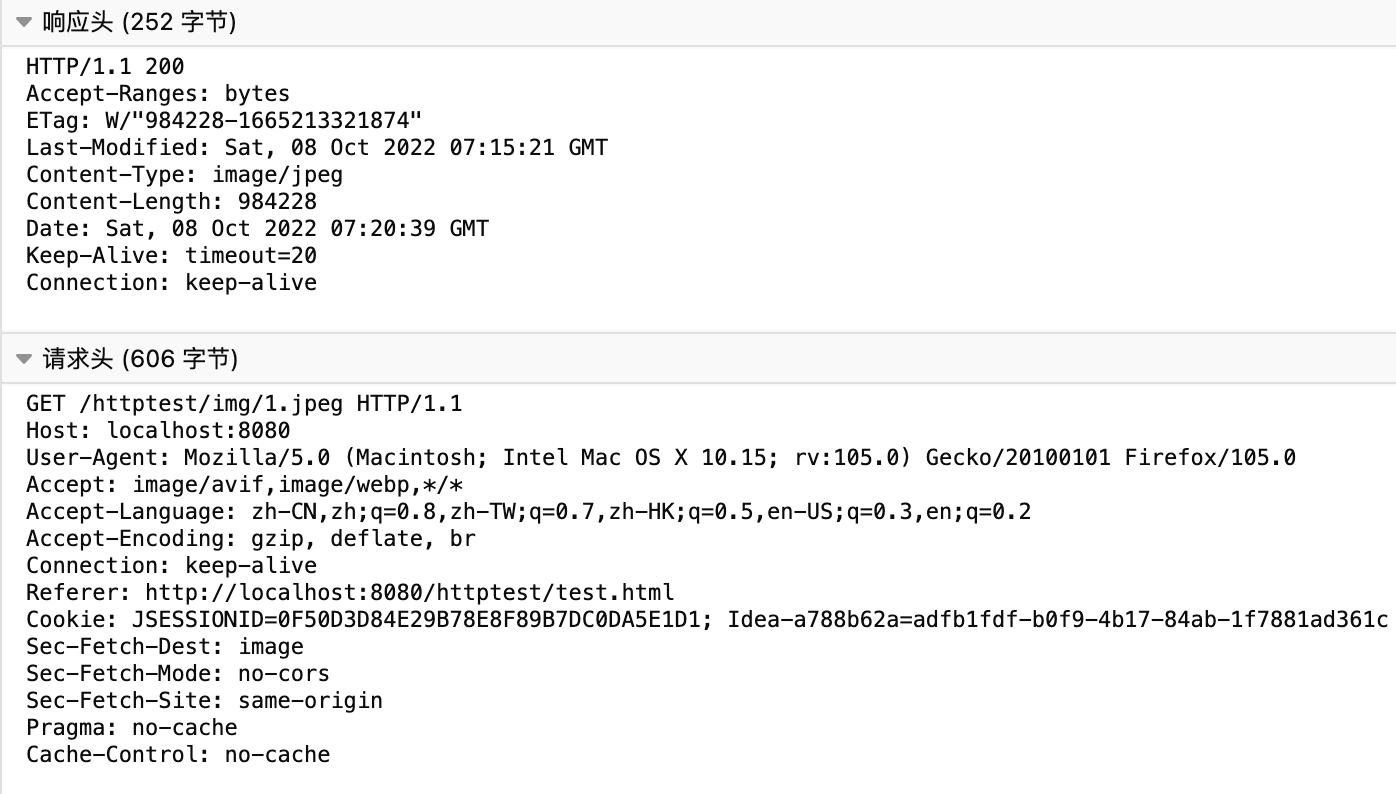 响应头 (252 字节)
HTTP/1.1 200
Accept-Ranges: bytes
ETag: W/"984228-1665213321874"
Last-Modified: Sat, 08 Oct 2022 07:15:21 GMT
Content-Type: image/jpeg
Content-Length: 984228
Date: Sat, 08 Oct 2022 07:20:39 GMT
Keep-Alive: timeout=20
Connection: keep-alive
请求头 (606 字节)
GET /httptest/img/1.jpeg HTTP/1.1
Host: localhost:8080
User-Agent: Mozilla/5.0 (Macintosh; Intel Mac OS X 10.15; rv:105.0) Gecko/20100101 Firefox/105.0
Accept: image/avif,image/webp,*/*
Accept-Language: zh-CN,zh;q=0.8,zh-TW;q=0.7,zh-HK;q=0.5,en-US;q=0.3,en;q=0.2
Accept-Encoding: gzip, deflate, br
Connection: keep-alive
Referer: http://localhost:8080/httptest/test.html
Cookie: JSESSIONID=0F50D3D84E29B78E8F89B7DC0DA5E1D1; Idea-a788b62a=adfb1fdf-b0f9-4b17-84ab-1f7881ad361c
Sec-Fetch-Dest: image
Sec-Fetch-Mode: no-cors
Sec-Fetch-Site: same-origin
Pragma: no-cache
Cache-Control: no-cache